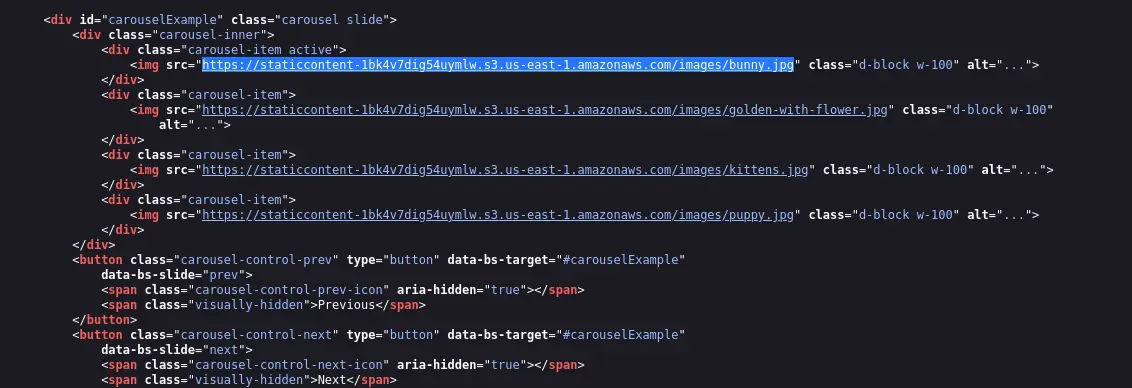 <div id="carouselExample" class="carousel slide">
<div class="carousel-inner">
<div class="carousel-item active">
<img src="https://staticcontent-1bk4v7dig54uymlw.s3.us-east-1.amazonaws.com/images/bunny.jpg" class="d-block w-100" alt="...">
</div>
<div class="carousel-item">
<img src="https://staticcontent-1bk4v7dig54uymlw.s3.us-east-1.amazonaws.com/images/golden-with-flower.jpg" class="d-block w-100"
alt="...">
</div>
<div class="carousel-item">
<img src="https://staticcontent-1bk4v7dig54uymlw.s3.us-east-1.amazonaws.com/images/kittens.jpg" class="d-block w-100" alt="...">
</div>
<div class="carousel-item">
<img src="https://staticcontent-1bk4v7dig54uymlw.s3.us-east-1.amazonaws.com/images/puppy.jpg" class="d-block w-100" alt="...">
</div>
</div>
<button class="carousel-control-prev" type="button" data-bs-target="#carouselExample"
data-bs-slide="prev">
<span class="carousel-control-prev-icon" aria-hidden="true"></span>
<span class="visually-hidden">Previous</span>
</button>
<button class="carousel-control-next" type="button" data-bs-target="#carouselExample"
data-bs-slide="next">
<span class="carousel-control-next-icon" aria-hidden="true"></span>
<span class="visually-hidden">Next</span>